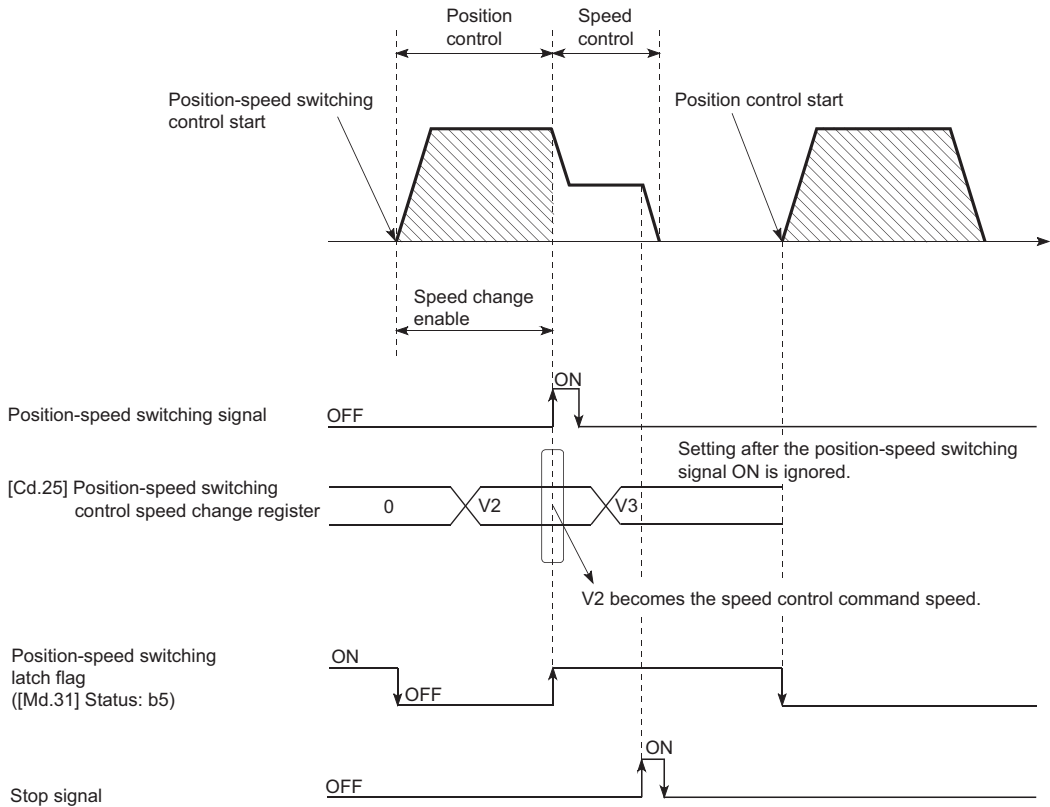 Position
control
Speed
control
Position-speed switching
control start
Position control start
Speed change
enable
ON
Position-speed switching signal
OFF
Setting after the position-speed switching
signal ON is ignored.
[Cd.25] Position-speed switching
control speed change register
0
V2
V3
V2 becomes the speed control command speed.
Position-speed switching
latch flag
([Md.31] Status: b5)
ON
OFF
ON
Stop signal
OFF